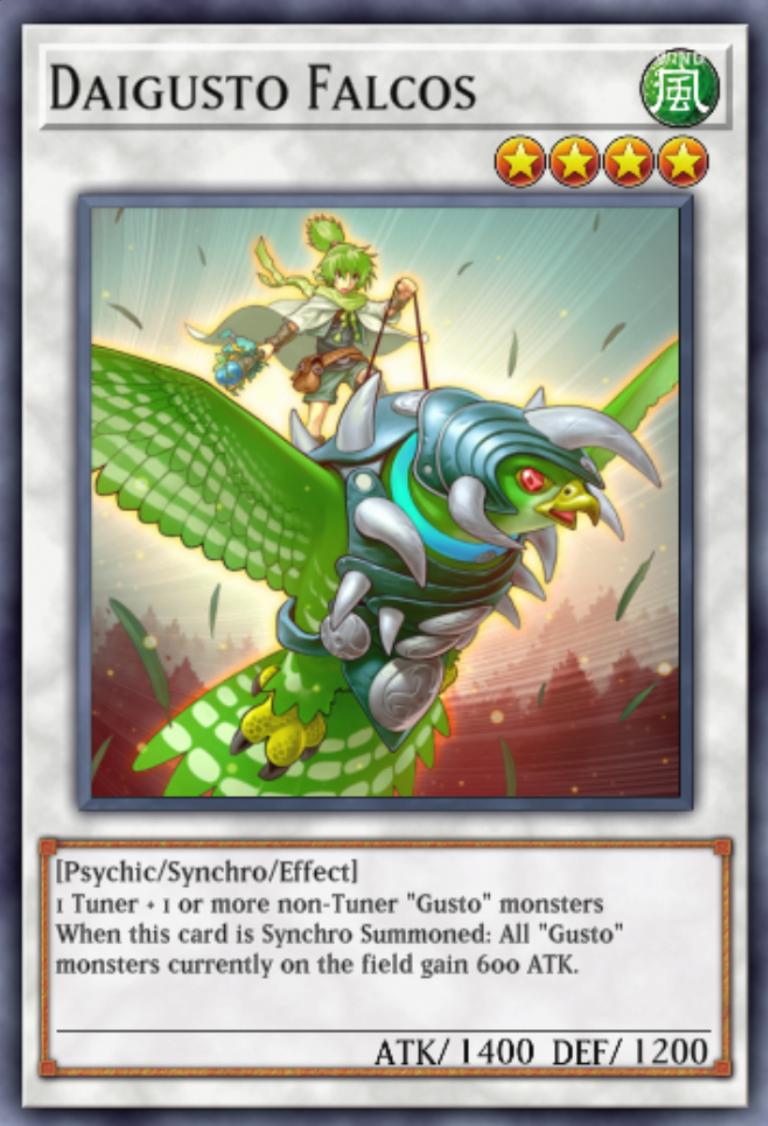 Daigusto Falcos
WIND
風
[Psychic/Synchro/Effect]
1 Tuner + 1 or more non-Tuner "Gusto" monsters
When this card is Synchro Summoned: All "Gusto"
monsters currently on the field gain 600 ATK.
ATK/ 1400 DEF/ 1200